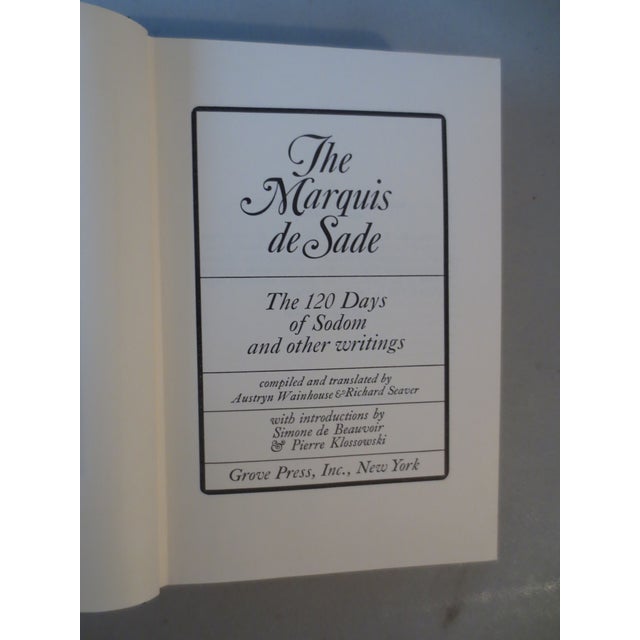 The
Marquis
de Sade
The 120 Days
of Sodom
and other writings
compiled and translated by
Austryn Wainhouse & Richard Seaver
with introductions by
Simone de Beauvoir
& Pierre Klossowski
Grove Press, Inc., New York